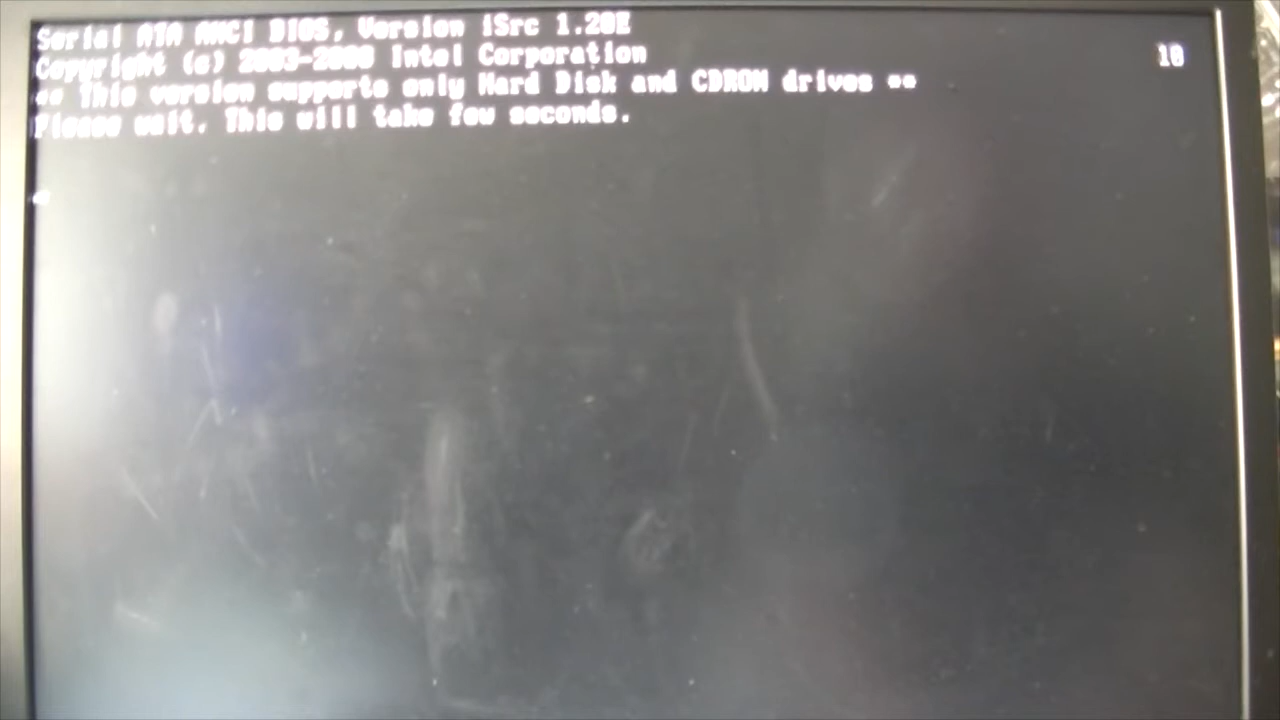 Serial ATA AHCI BIOS, Version iSrc 1.20E
Copyright (c) 2003-2008 Intel Corporation
10
** This version supports only Hard Disk and CDROM drives **
Please wait. This will take few seconds.